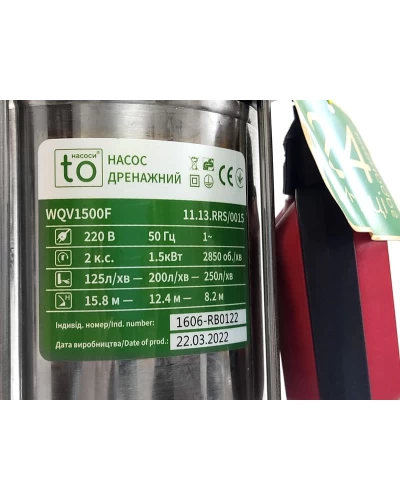 насоси®
to
НАСОС
ДРЕНАЖНИЙ
WQV1500F 11.13.RRS/0015
220 В 50 Гц 1~
2 к.с. 1.5кВт 2850 об./хв
125л/хв — 200л/хв — 250л/хв
H 15.8 м — 12.4 м — 8.2 м
Індивід. номер/Ind. number: 1606-RB0122
Дата виробництва/Date of prod.: 22.03.2022
24